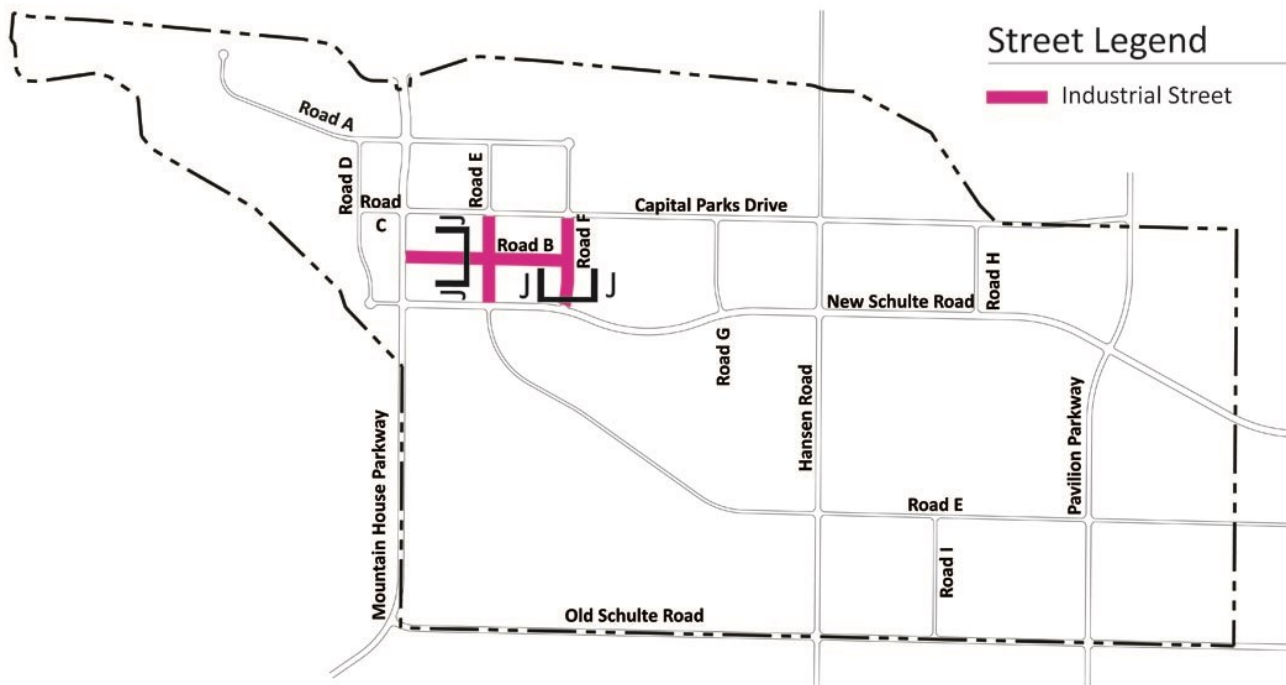 Street Legend
Industrial Street
Road A
Road D
Road E
Road
C
Capital Parks Drive
J
Road B
Road F
J
J
J
New Schulte Road
Road H
Road G
Hansen Road
Pavilion Parkway
Mountain House Parkway
Road E
Road I
Old Schulte Road